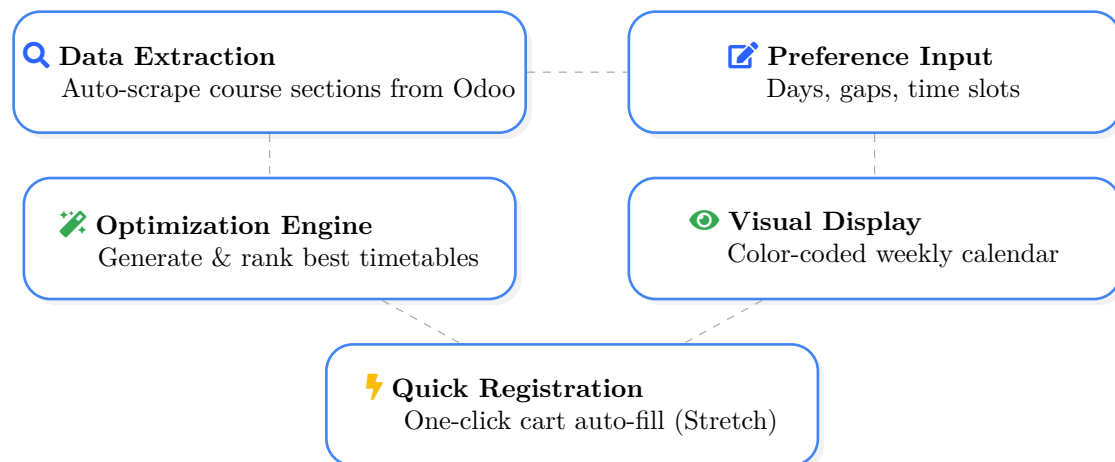 Data Extraction
Auto-scrape course sections from Odoo
Preference Input
Days, gaps, time slots
Optimization Engine
Generate & rank best timetables
Visual Display
Color-coded weekly calendar
Quick Registration
One-click cart auto-fill (Stretch)